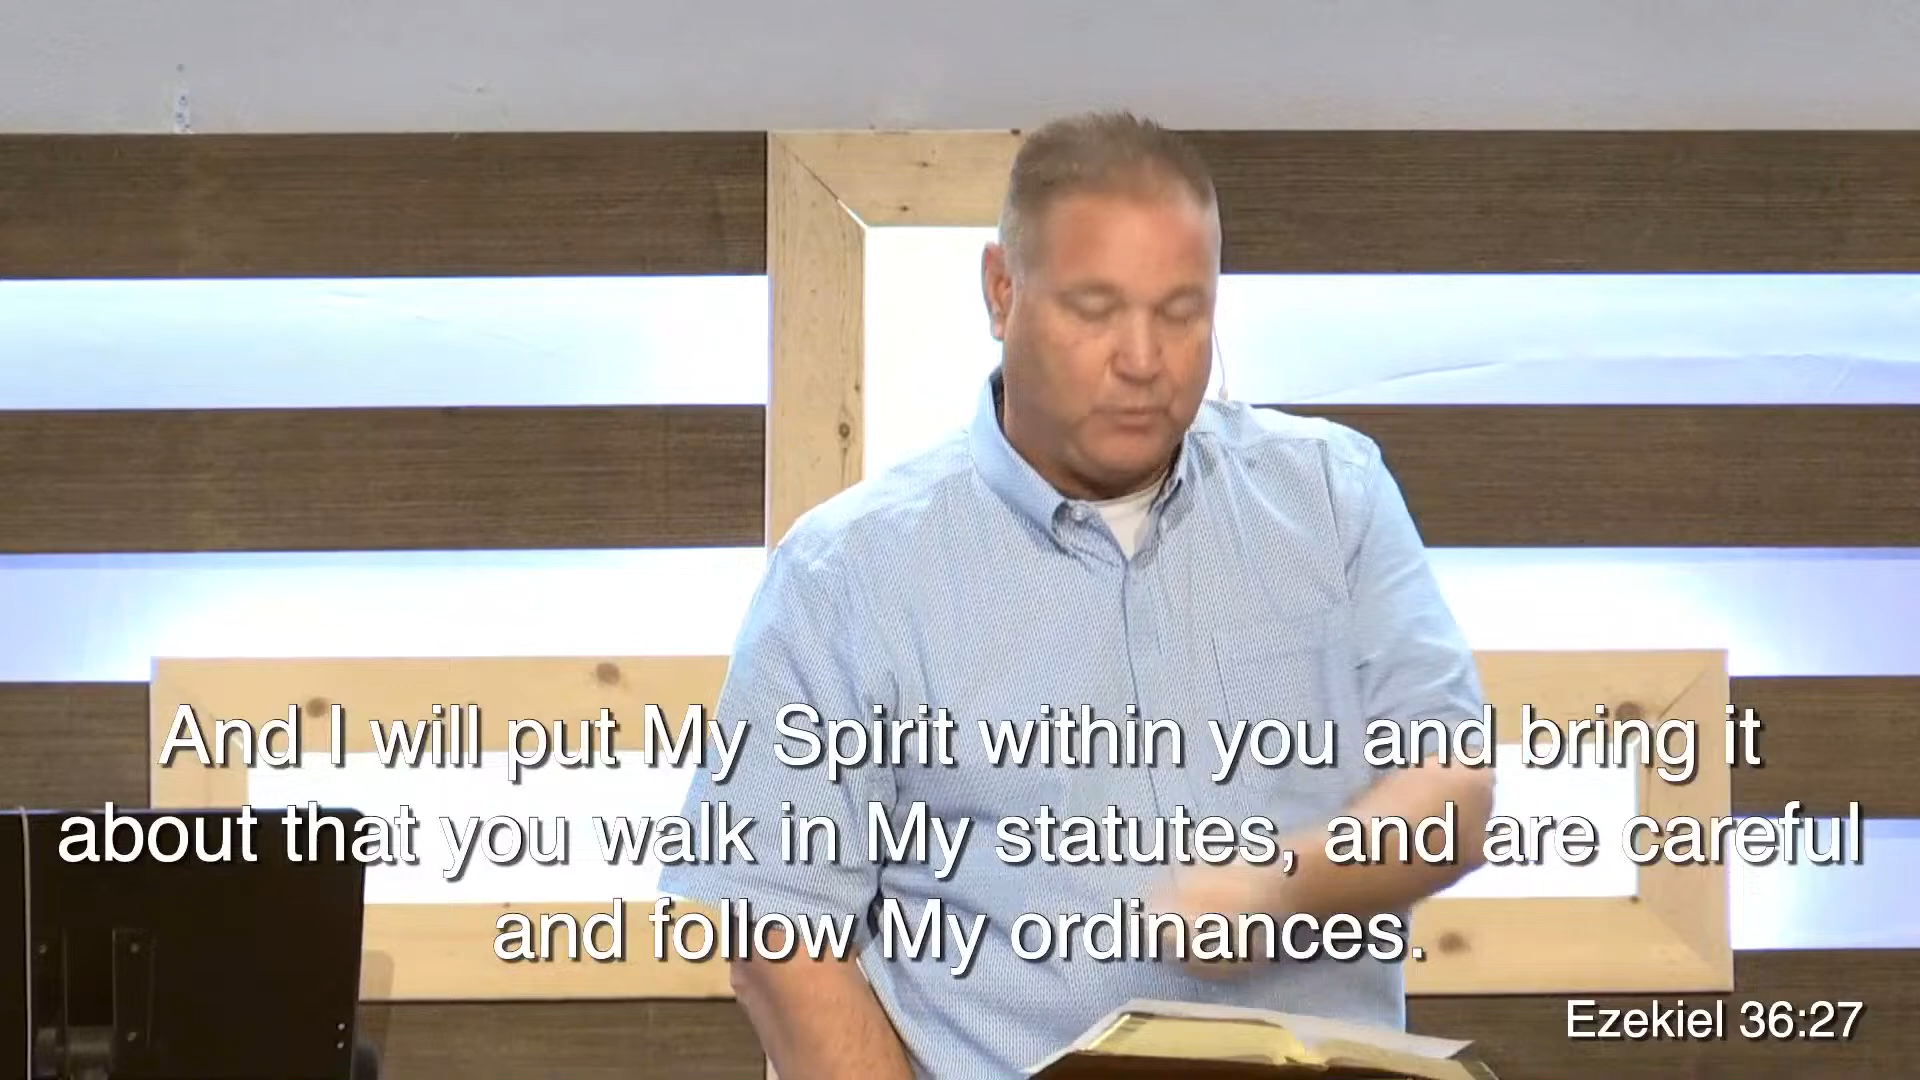 And I will put My Spirit within you and bring it
about that you walk in My statutes, and are careful
and follow My ordinances.
Ezekiel 36:27